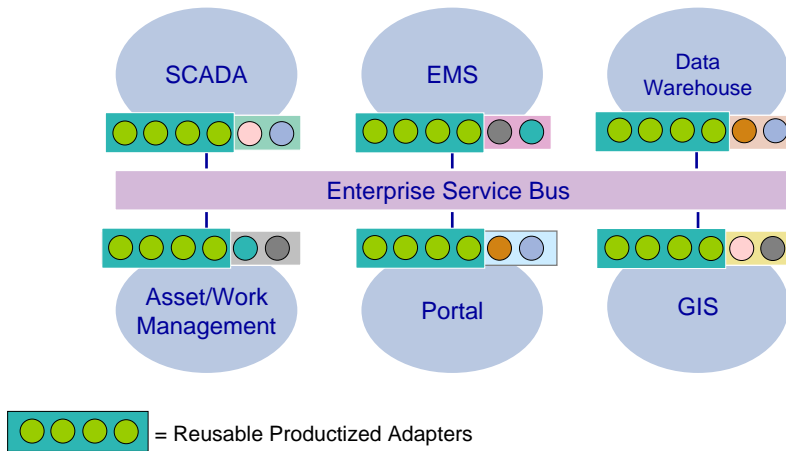 SCADA
EMS
Data
Warehouse
Enterprise Service Bus
Asset/Work
Management
Portal
GIS
= Reusable Productized Adapters